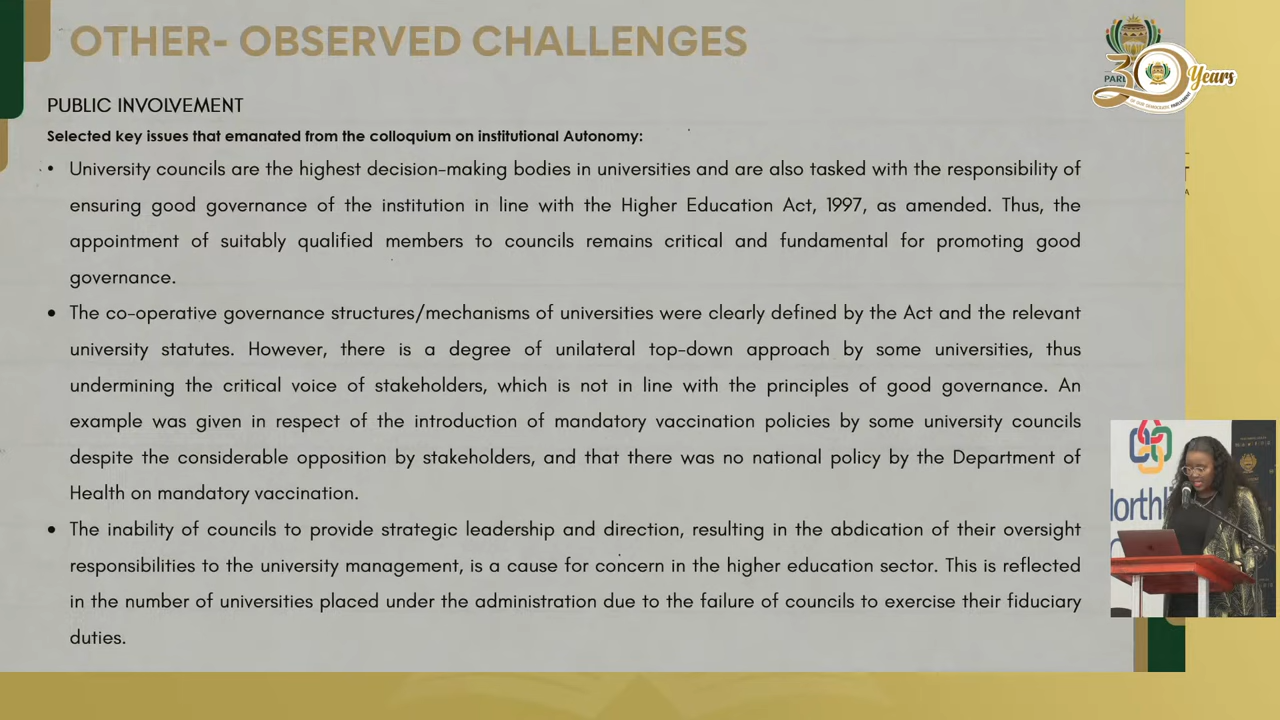 OTHER- OBSERVED CHALLENGES
PARL
30 Years
OF OUR DEMOCRATIC PARLIAMENT
PUBLIC INVOLVEMENT
Selected key issues that emanated from the colloquium on institutional Autonomy:
• University councils are the highest decision-making bodies in universities and are also tasked with the responsibility of
ensuring good governance of the institution in line with the Higher Education Act, 1997, as amended. Thus, the
appointment of suitably qualified members to councils remains critical and fundamental for promoting good
governance.
• The co-operative governance structures/mechanisms of universities were clearly defined by the Act and the relevant
university statutes. However, there is a degree of unilateral top-down approach by some universities, thus
undermining the critical voice of stakeholders, which is not in line with the principles of good governance. An
example was given in respect of the introduction of mandatory vaccination policies by some university councils
despite the considerable opposition by stakeholders, and that there was no national policy by the Department of
Health on mandatory vaccination.
• The inability of councils to provide strategic leadership and direction, resulting in the abdication of their oversight
responsibilities to the university management, is a cause for concern in the higher education sector. This is reflected
in the number of universities placed under the administration due to the failure of councils to exercise their fiduciary
duties.
T
A
orthl